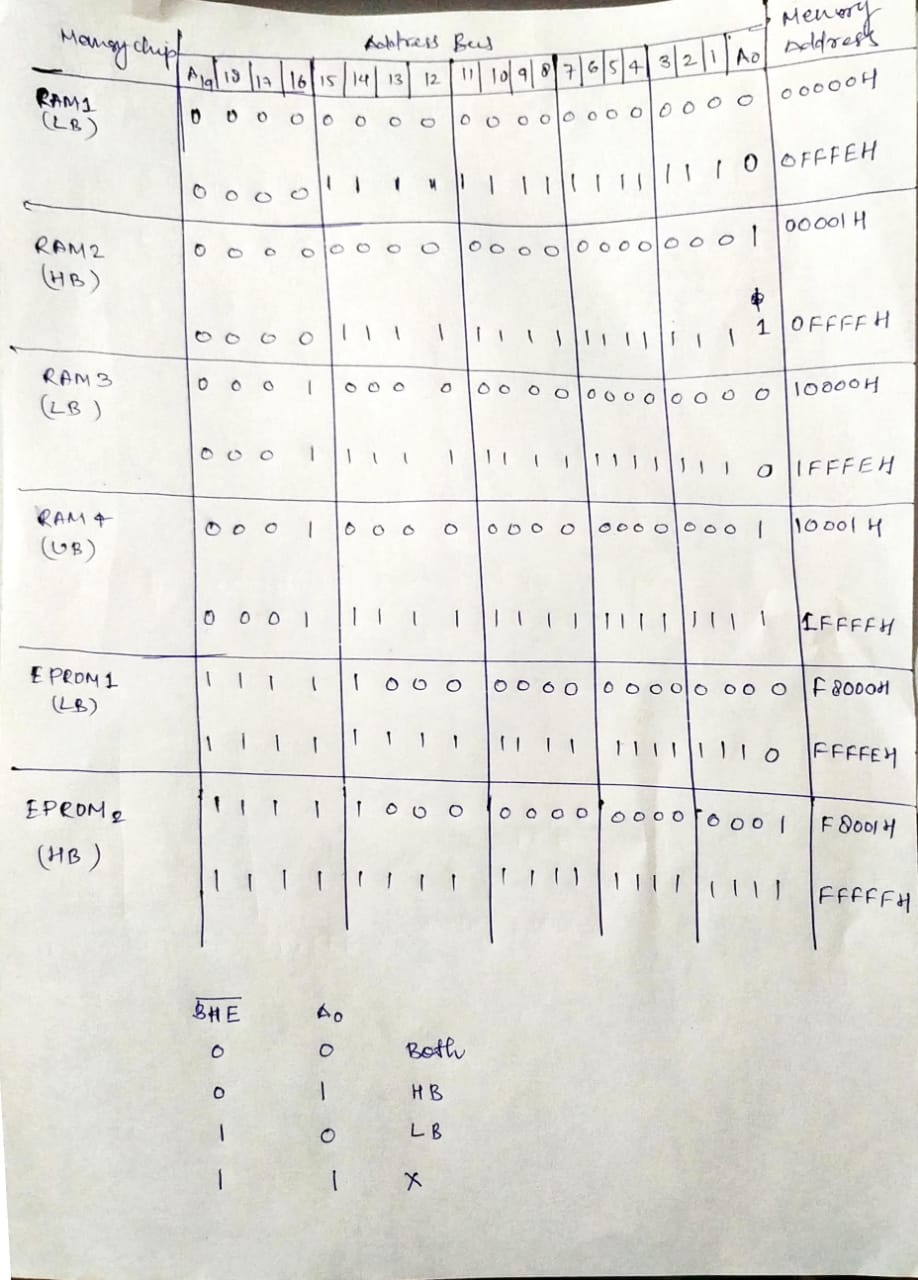 Memory chip Address Bus Memory Address
A19 18 17 16 15 14 13 12 11 10 9 8 7 6 5 4 3 2 1 A0
RAM1 0 0 0 0 0 0 0 0 0 0 0 0 0 0 0 0 0 0 0 0 00000H
(LB)
0 0 0 0 1 1 1 1 1 1 1 1 1 1 1 1 1 1 1 0 0FFFEH
RAM2 0 0 0 0 0 0 0 0 0 0 0 0 0 0 0 0 0 0 0 1 00001H
(HB)
0 0 0 0 1 1 1 1 1 1 1 1 1 1 1 1 1 1 1 1 0FFFFH
RAM3 0 0 0 1 0 0 0 0 0 0 0 0 0 0 0 0 0 0 0 0 10000H
(LB)
0 0 0 1 1 1 1 1 1 1 1 1 1 1 1 1 1 1 1 0 1FFFEH
RAM4 0 0 0 1 0 0 0 0 0 0 0 0 0 0 0 0 0 0 0 1 10001H
(UB)
0 0 0 1 1 1 1 1 1 1 1 1 1 1 1 1 1 1 1 1 1FFFFH
EPROM1 1 1 1 1 1 0 0 0 0 0 0 0 0 0 0 0 0 0 0 0 F8000H
(LB)
1 1 1 1 1 1 1 1 1 1 1 1 1 1 1 1 1 1 1 0 FFFFEH
EPROM2 1 1 1 1 1 0 0 0 0 0 0 0 0 0 0 0 0 0 0 1 F8001H
(HB)
1 1 1 1 1 1 1 1 1 1 1 1 1 1 1 1 1 1 1 1 FFFFFH
B̅H̅E̅ A0
0 0 Both
0 1 HB
1 0 LB
1 1 X